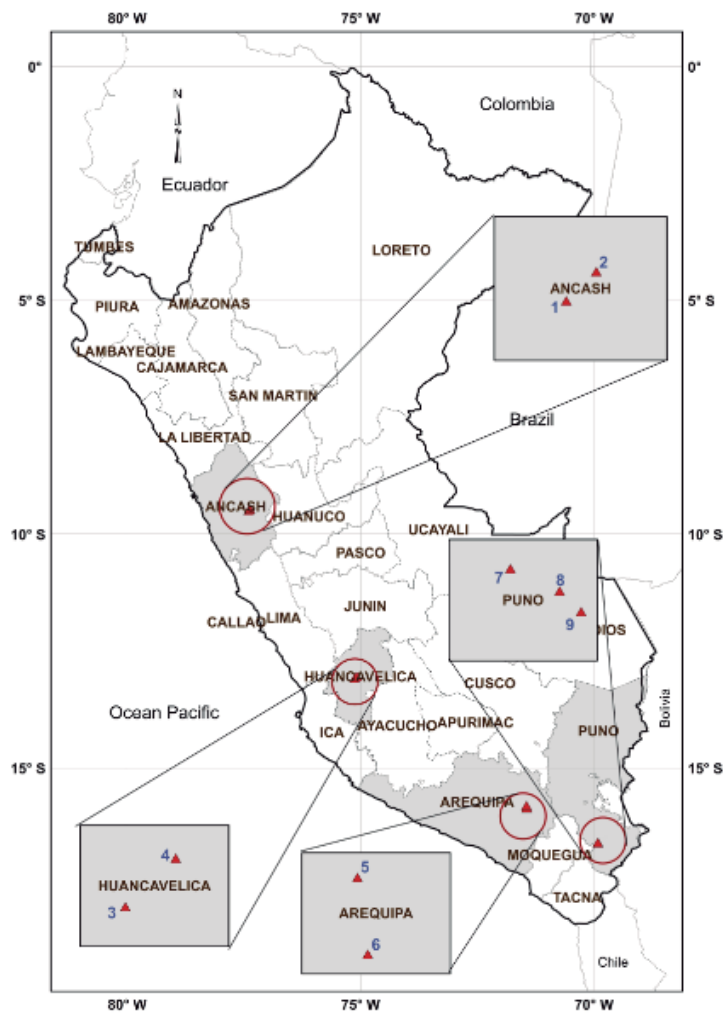 80° W 75° W 70° W
0° 0°
N
Colombia
Ecuador
TUMBES
LORETO
2
ANCASH
1
5° S 5° S
PIURA
AMAZONAS
LAMBAYEQUE
CAJAMARCA
SAN MARTIN
Brazil
LA LIBERTAD
ANCASH
HUANUCO
10° S 10° S
UCAYALI
PASCO
7
8
PUNO
9
JUNIN
CALLAO
LIMA
DIOS
HUANCAVELICA
CUSCO
Bolivia
Ocean Pacific
ICA
AYACUCHO
APURIMAC
PUNO
15° S 15° S
AREQUIPA
4
HUANCAVELICA
3
MOQUEGUA
5
AREQUIPA
6
TACNA
Chile
80° W 75° W 70° W